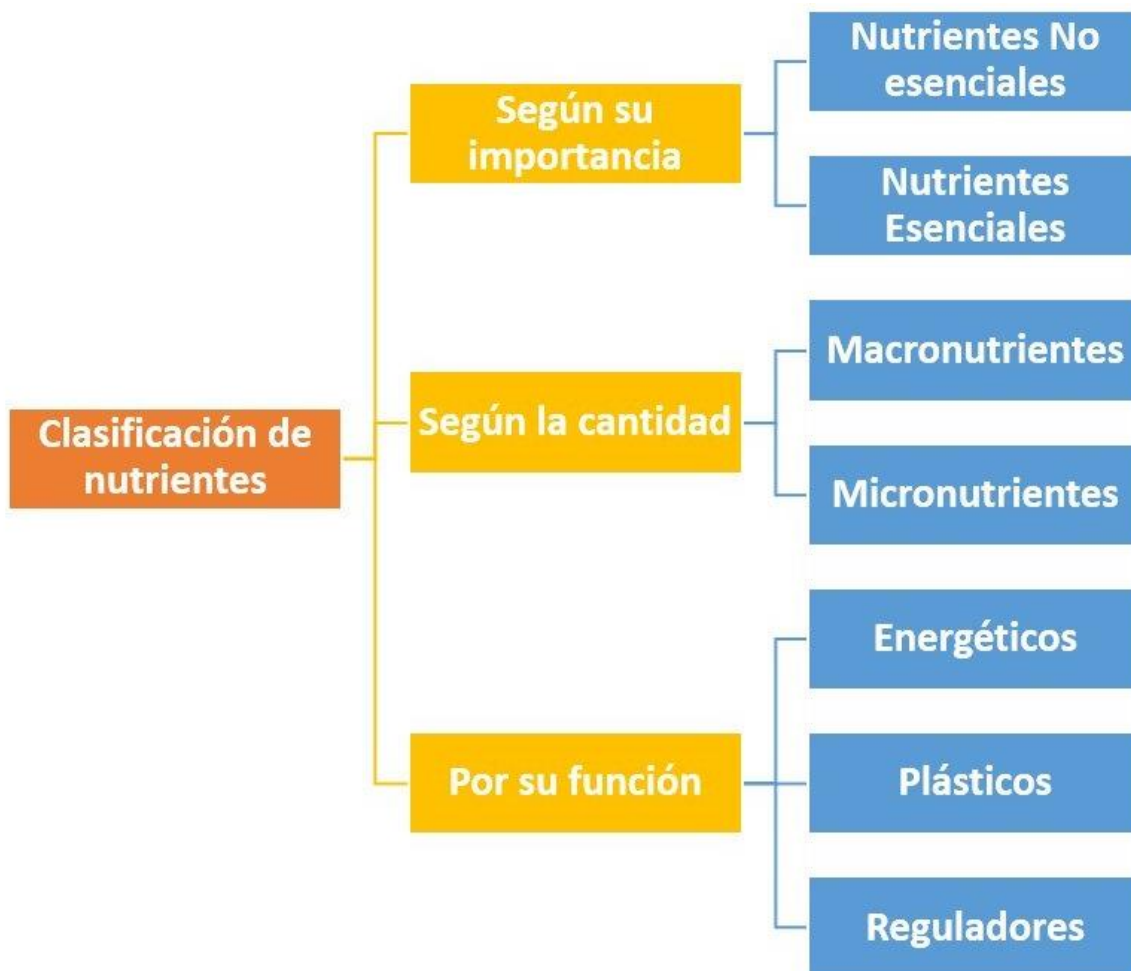 Clasificación de
nutrientes
Según su
importancia
Nutrientes No
esenciales
Nutrientes
Esenciales
Según la cantidad
Macronutrientes
Micronutrientes
Por su función
Energéticos
Plásticos
Reguladores